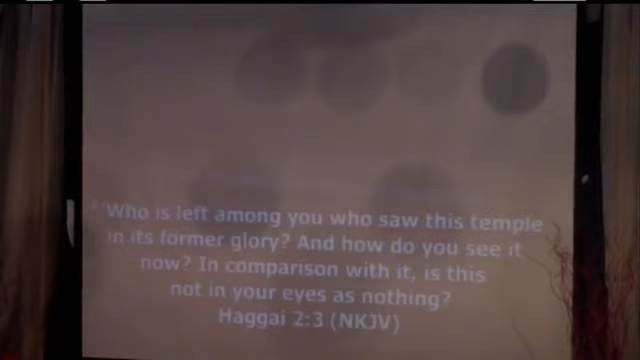 "Who is left among you who saw this temple
in its former glory? And how do you see it
now? In comparison with it, is this
not in your eyes as nothing?
Haggai 2:3 (NKJV)